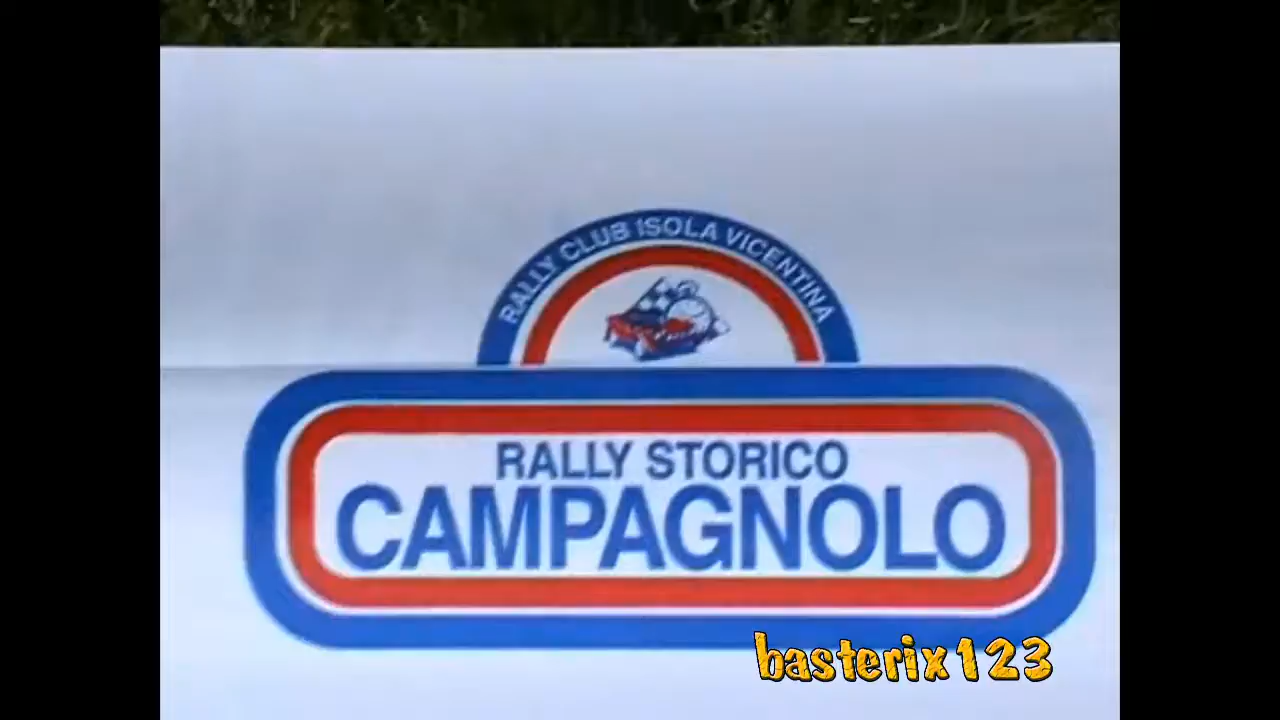 RALLY CLUB ISOLA VICENTINA
RALLY STORICO
CAMPAGNOLO
basterix123